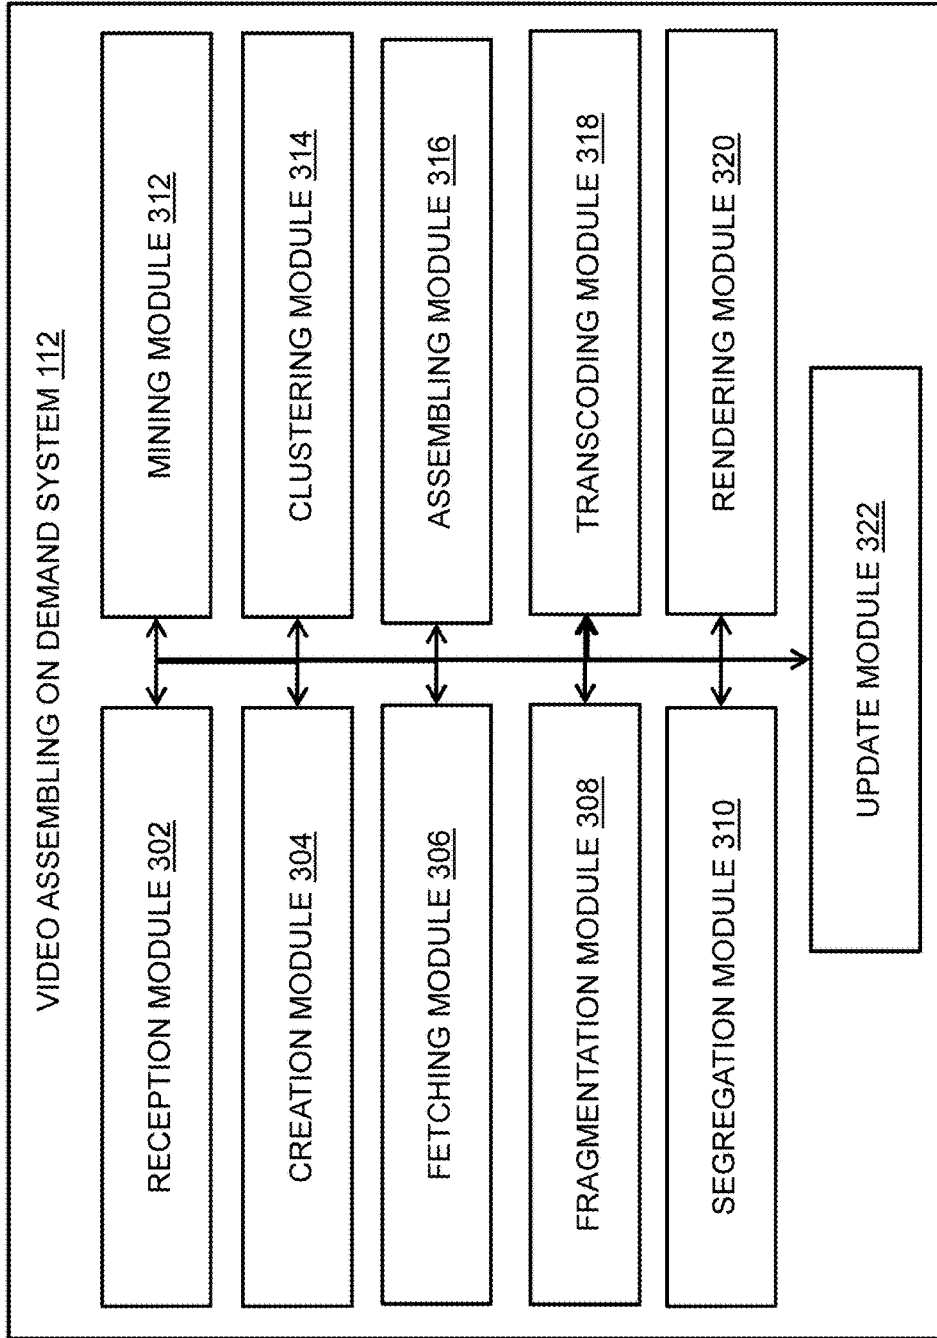 VIDEO ASSEMBLING ON DEMAND SYSTEM 112
RECEPTION MODULE 302
MINING MODULE 312
CREATION MODULE 304
CLUSTERING MODULE 314
FETCHING MODULE 306
ASSEMBLING MODULE 316
FRAGMENTATION MODULE 308
TRANSCODING MODULE 318
SEGREGATION MODULE 310
RENDERING MODULE 320
UPDATE MODULE 322